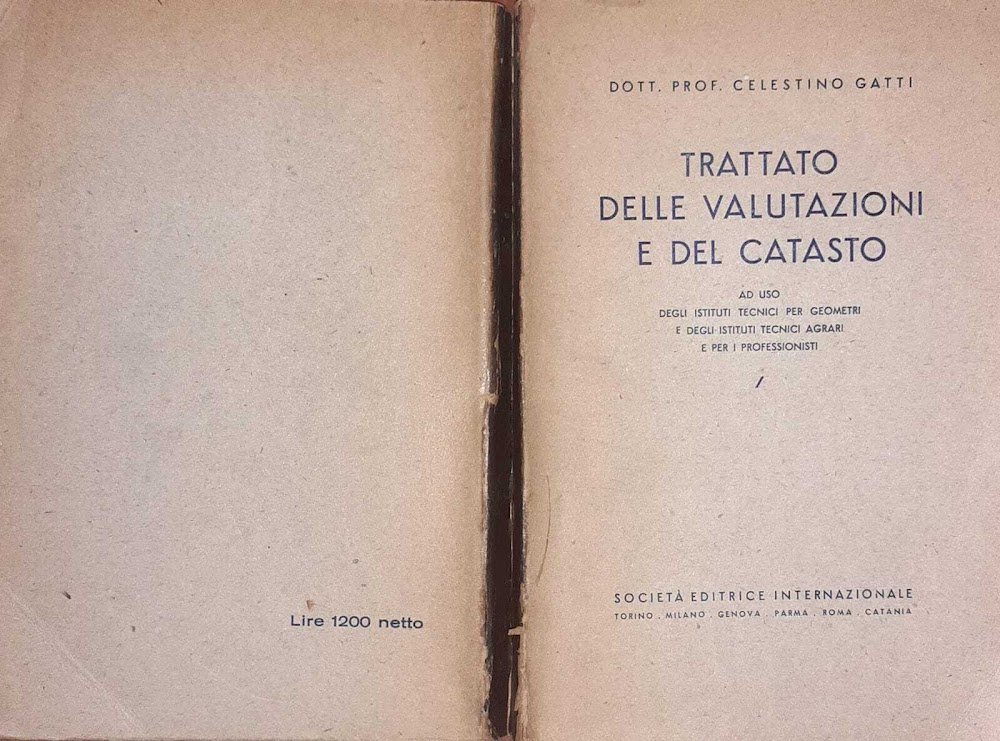 Lire 1200 netto
DOTT. PROF. CELESTINO GATTI
TRATTATO
DELLE VALUTAZIONI
E DEL CATASTO
AD USO
DEGLI ISTITUTI TECNICI PER GEOMETRI
E DEGLI ISTITUTI TECNICI AGRARI
E PER I PROFESSIONISTI
/
SOCIETÀ EDITRICE INTERNAZIONALE
TORINO . MILANO . GENOVA . PARMA . ROMA . CATANIA